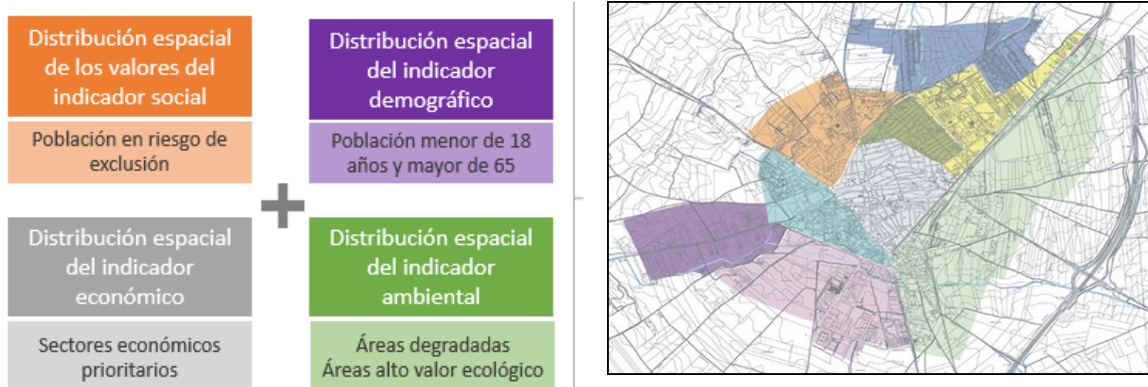 Distribución espacial
de los valores del
indicador social
Población en riesgo de
exclusión
Distribución espacial
del indicador
demográfico
Población menor de 18
años y mayor de 65
Distribución espacial
del indicador
económico
Sectores económicos
prioritarios
Distribución espacial
del indicador
ambiental
Áreas degradadas
Áreas alto valor ecológico